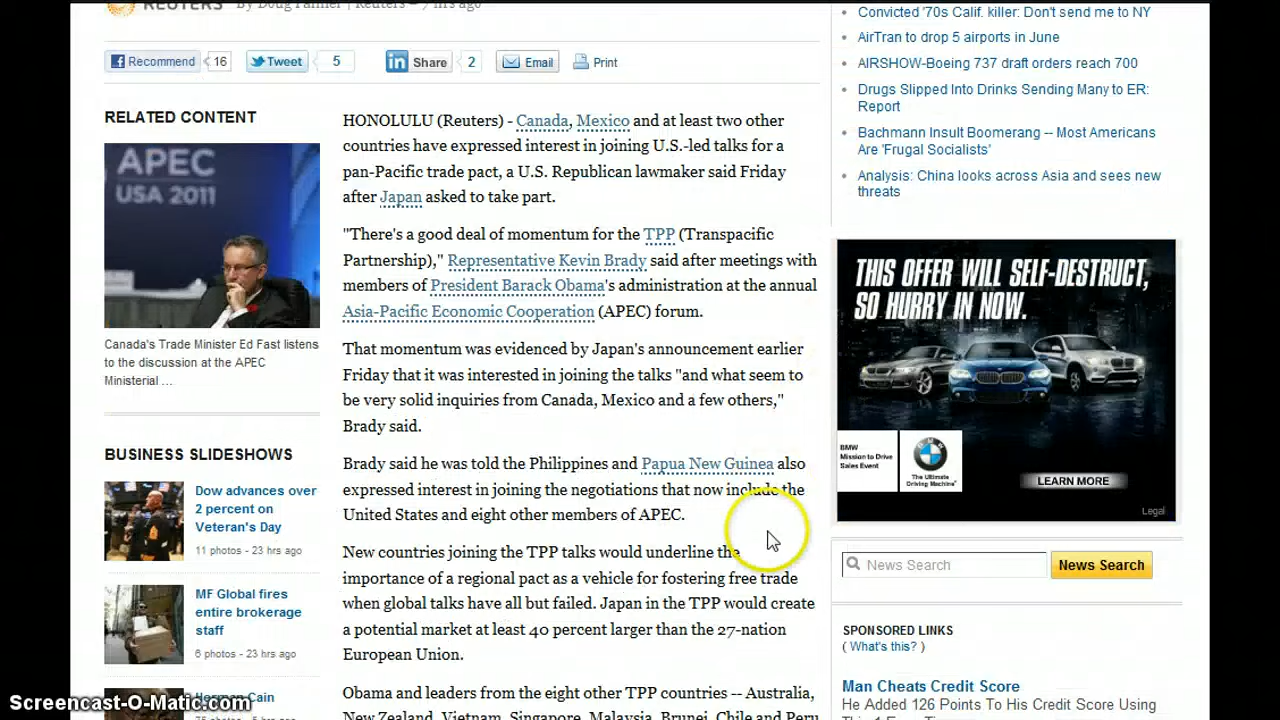 REUTERS By Doug Palmer | Reuters – 7 hrs ago
Recommend 16 Tweet 5 Share 2 Email Print
RELATED CONTENT
APEC
USA 2011
Canada's Trade Minister Ed Fast listens
to the discussion at the APEC
Ministerial ...
BUSINESS SLIDESHOWS
Dow advances over
2 percent on
Veteran's Day
11 photos - 23 hrs ago
MF Global fires
entire brokerage
staff
6 photos - 23 hrs ago
Herman Cain
HONOLULU (Reuters) - Canada, Mexico and at least two other
countries have expressed interest in joining U.S.-led talks for a
pan-Pacific trade pact, a U.S. Republican lawmaker said Friday
after Japan asked to take part.
"There's a good deal of momentum for the TPP (Transpacific
Partnership)," Representative Kevin Brady said after meetings with
members of President Barack Obama's administration at the annual
Asia-Pacific Economic Cooperation (APEC) forum.
That momentum was evidenced by Japan's announcement earlier
Friday that it was interested in joining the talks "and what seem to
be very solid inquiries from Canada, Mexico and a few others,"
Brady said.
Brady said he was told the Philippines and Papua New Guinea also
expressed interest in joining the negotiations that now include the
United States and eight other members of APEC.
New countries joining the TPP talks would underline the
importance of a regional pact as a vehicle for fostering free trade
when global talks have all but failed. Japan in the TPP would create
a potential market at least 40 percent larger than the 27-nation
European Union.
Obama and leaders from the eight other TPP countries -- Australia,
New Zealand, Vietnam, Singapore, Malaysia, Brunei, Chile and Peru
Convicted '70s Calif. killer: Don't send me to NY
AirTran to drop 5 airports in June
AIRSHOW-Boeing 737 draft orders reach 700
Drugs Slipped Into Drinks Sending Many to ER:
Report
Bachmann Insult Boomerang -- Most Americans
Are 'Frugal Socialists'
Analysis: China looks across Asia and sees new
threats
THIS OFFER WILL SELF-DESTRUCT,
SO HURRY IN NOW.
BMW
Mission to Drive
Sales Event
The Ultimate
Driving Machine®
LEARN MORE
Legal
News Search News Search
SPONSORED LINKS
( What's this? )
Man Cheats Credit Score
He Added 126 Points To His Credit Score Using
Screencast-O-Matic.com